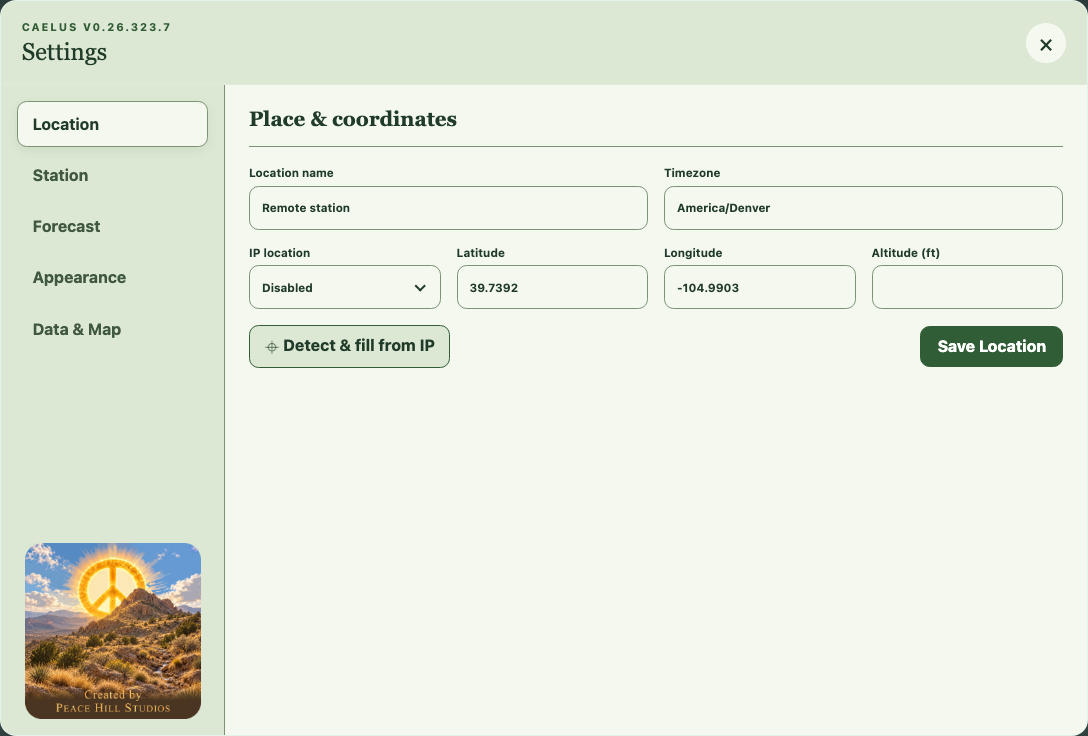 CAELUS V0.26.323.7
Settings
Location
Station
Forecast
Appearance
Data & Map
Created by
PEACE HILL STUDIOS
Place & coordinates
Location name
Remote station
Timezone
America/Denver
IP location
Disabled
Latitude
39.7392
Longitude
-104.9903
Altitude (ft)
Detect & fill from IP
Save Location